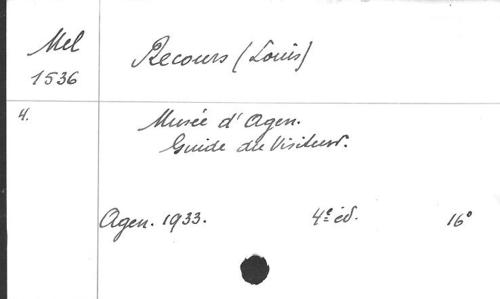 Mel
1536
Recours (Louis)
4.
Musée d'Agen.
Guide du Visiteur.
Agen. 1933. 4e éd. 16°